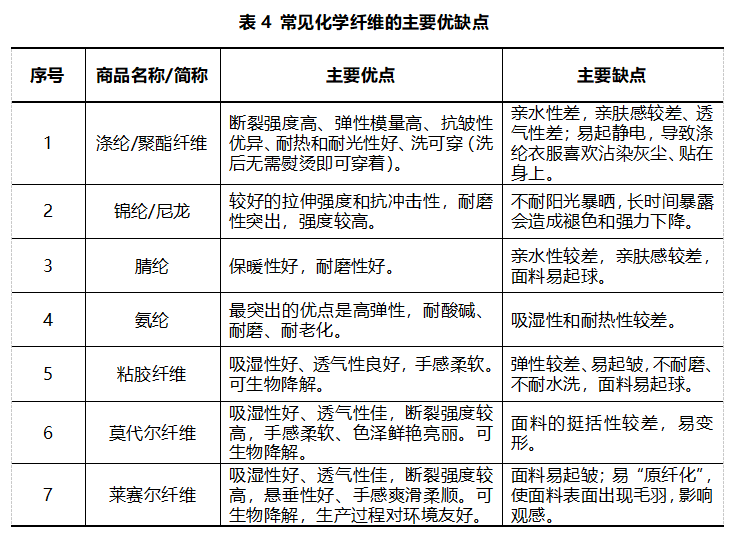 表 4 常见化学纤维的主要优缺点
序号 商品名称/简称 主要优点 主要缺点
1 涤纶/聚酯纤维
断裂强度高、弹性模量高、抗皱性
优异、耐热和耐光性好、洗可穿（洗
后无需熨烫即可穿着）。
亲水性差，亲肤感较差、透
气性差；易起静电，导致涤
纶衣服喜欢沾染灰尘、贴在
身上。
2 锦纶/尼龙
较好的拉伸强度和抗冲击性，耐磨
性突出，强度较高。
不耐阳光暴晒，长时间暴露
会造成褪色和强力下降。
3 腈纶
保暖性好，耐磨性好。
亲水性较差，亲肤感较差，
面料易起球。
4 氨纶
最突出的优点是高弹性，耐酸碱、
耐磨、耐老化。
吸湿性和耐热性较差。
5 粘胶纤维
吸湿性好、透气性良好，手感柔软。
可生物降解。
弹性较差、易起皱，不耐磨、
不耐水洗，面料易起球。
6 莫代尔纤维
吸湿性好、透气性佳，断裂强度较
高，手感柔软、色泽鲜艳亮丽。可
生物降解。
面料的挺括性较差，易变
形。
7 莱赛尔纤维
吸湿性好、透气性佳，断裂强度较
高，悬垂性好、手感爽滑柔顺。可
生物降解，生产过程对环境友好。
面料易起皱；易“原纤化”，
使面料表面出现毛羽，影响
观感。